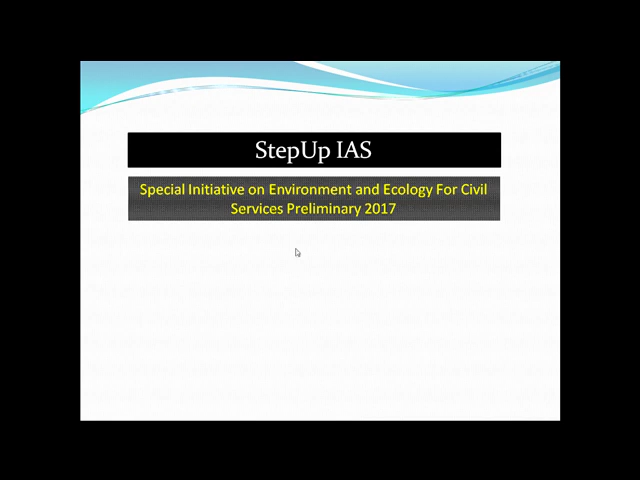 StepUp IAS
Special Initiative on Environment and Ecology For Civil
Services Preliminary 2017